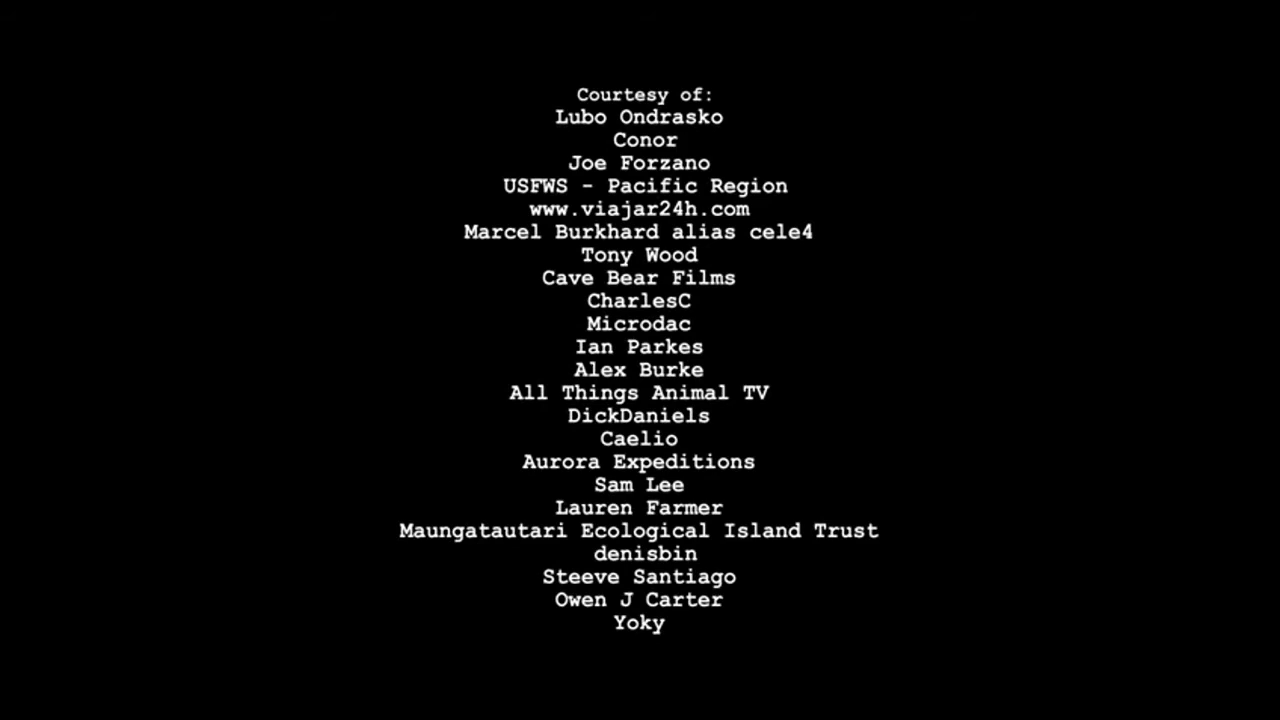 Courtesy of:
Lubo Ondrasko
Conor
Joe Forzano
USFWS - Pacific Region
www.viajar24h.com
Marcel Burkhard alias cele4
Tony Wood
Cave Bear Films
CharlesC
Microdac
Ian Parkes
Alex Burke
All Things Animal TV
DickDaniels
Caelio
Aurora Expeditions
Sam Lee
Lauren Farmer
Maungatautari Ecological Island Trust
denisbin
Steeve Santiago
Owen J Carter
Yoky